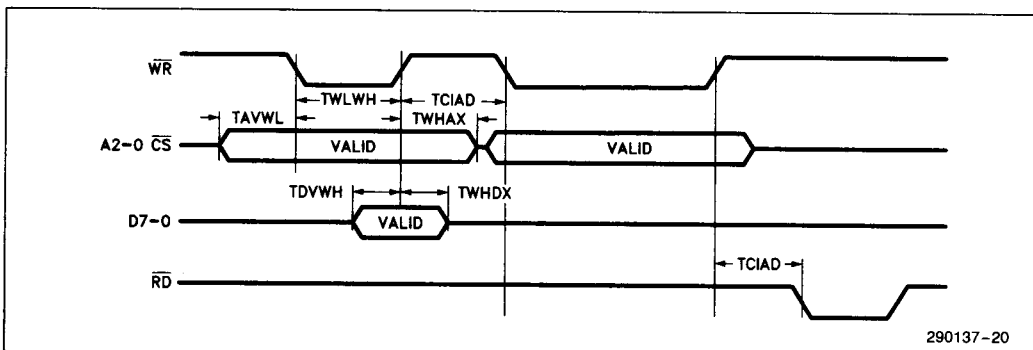 WR
TWLWH TCIAD
TAVWL TWHAX
A2-0 CS VALID VALID
TDVWH TWHDX
D7-0 VALID
TCIAD
RD
290137-20